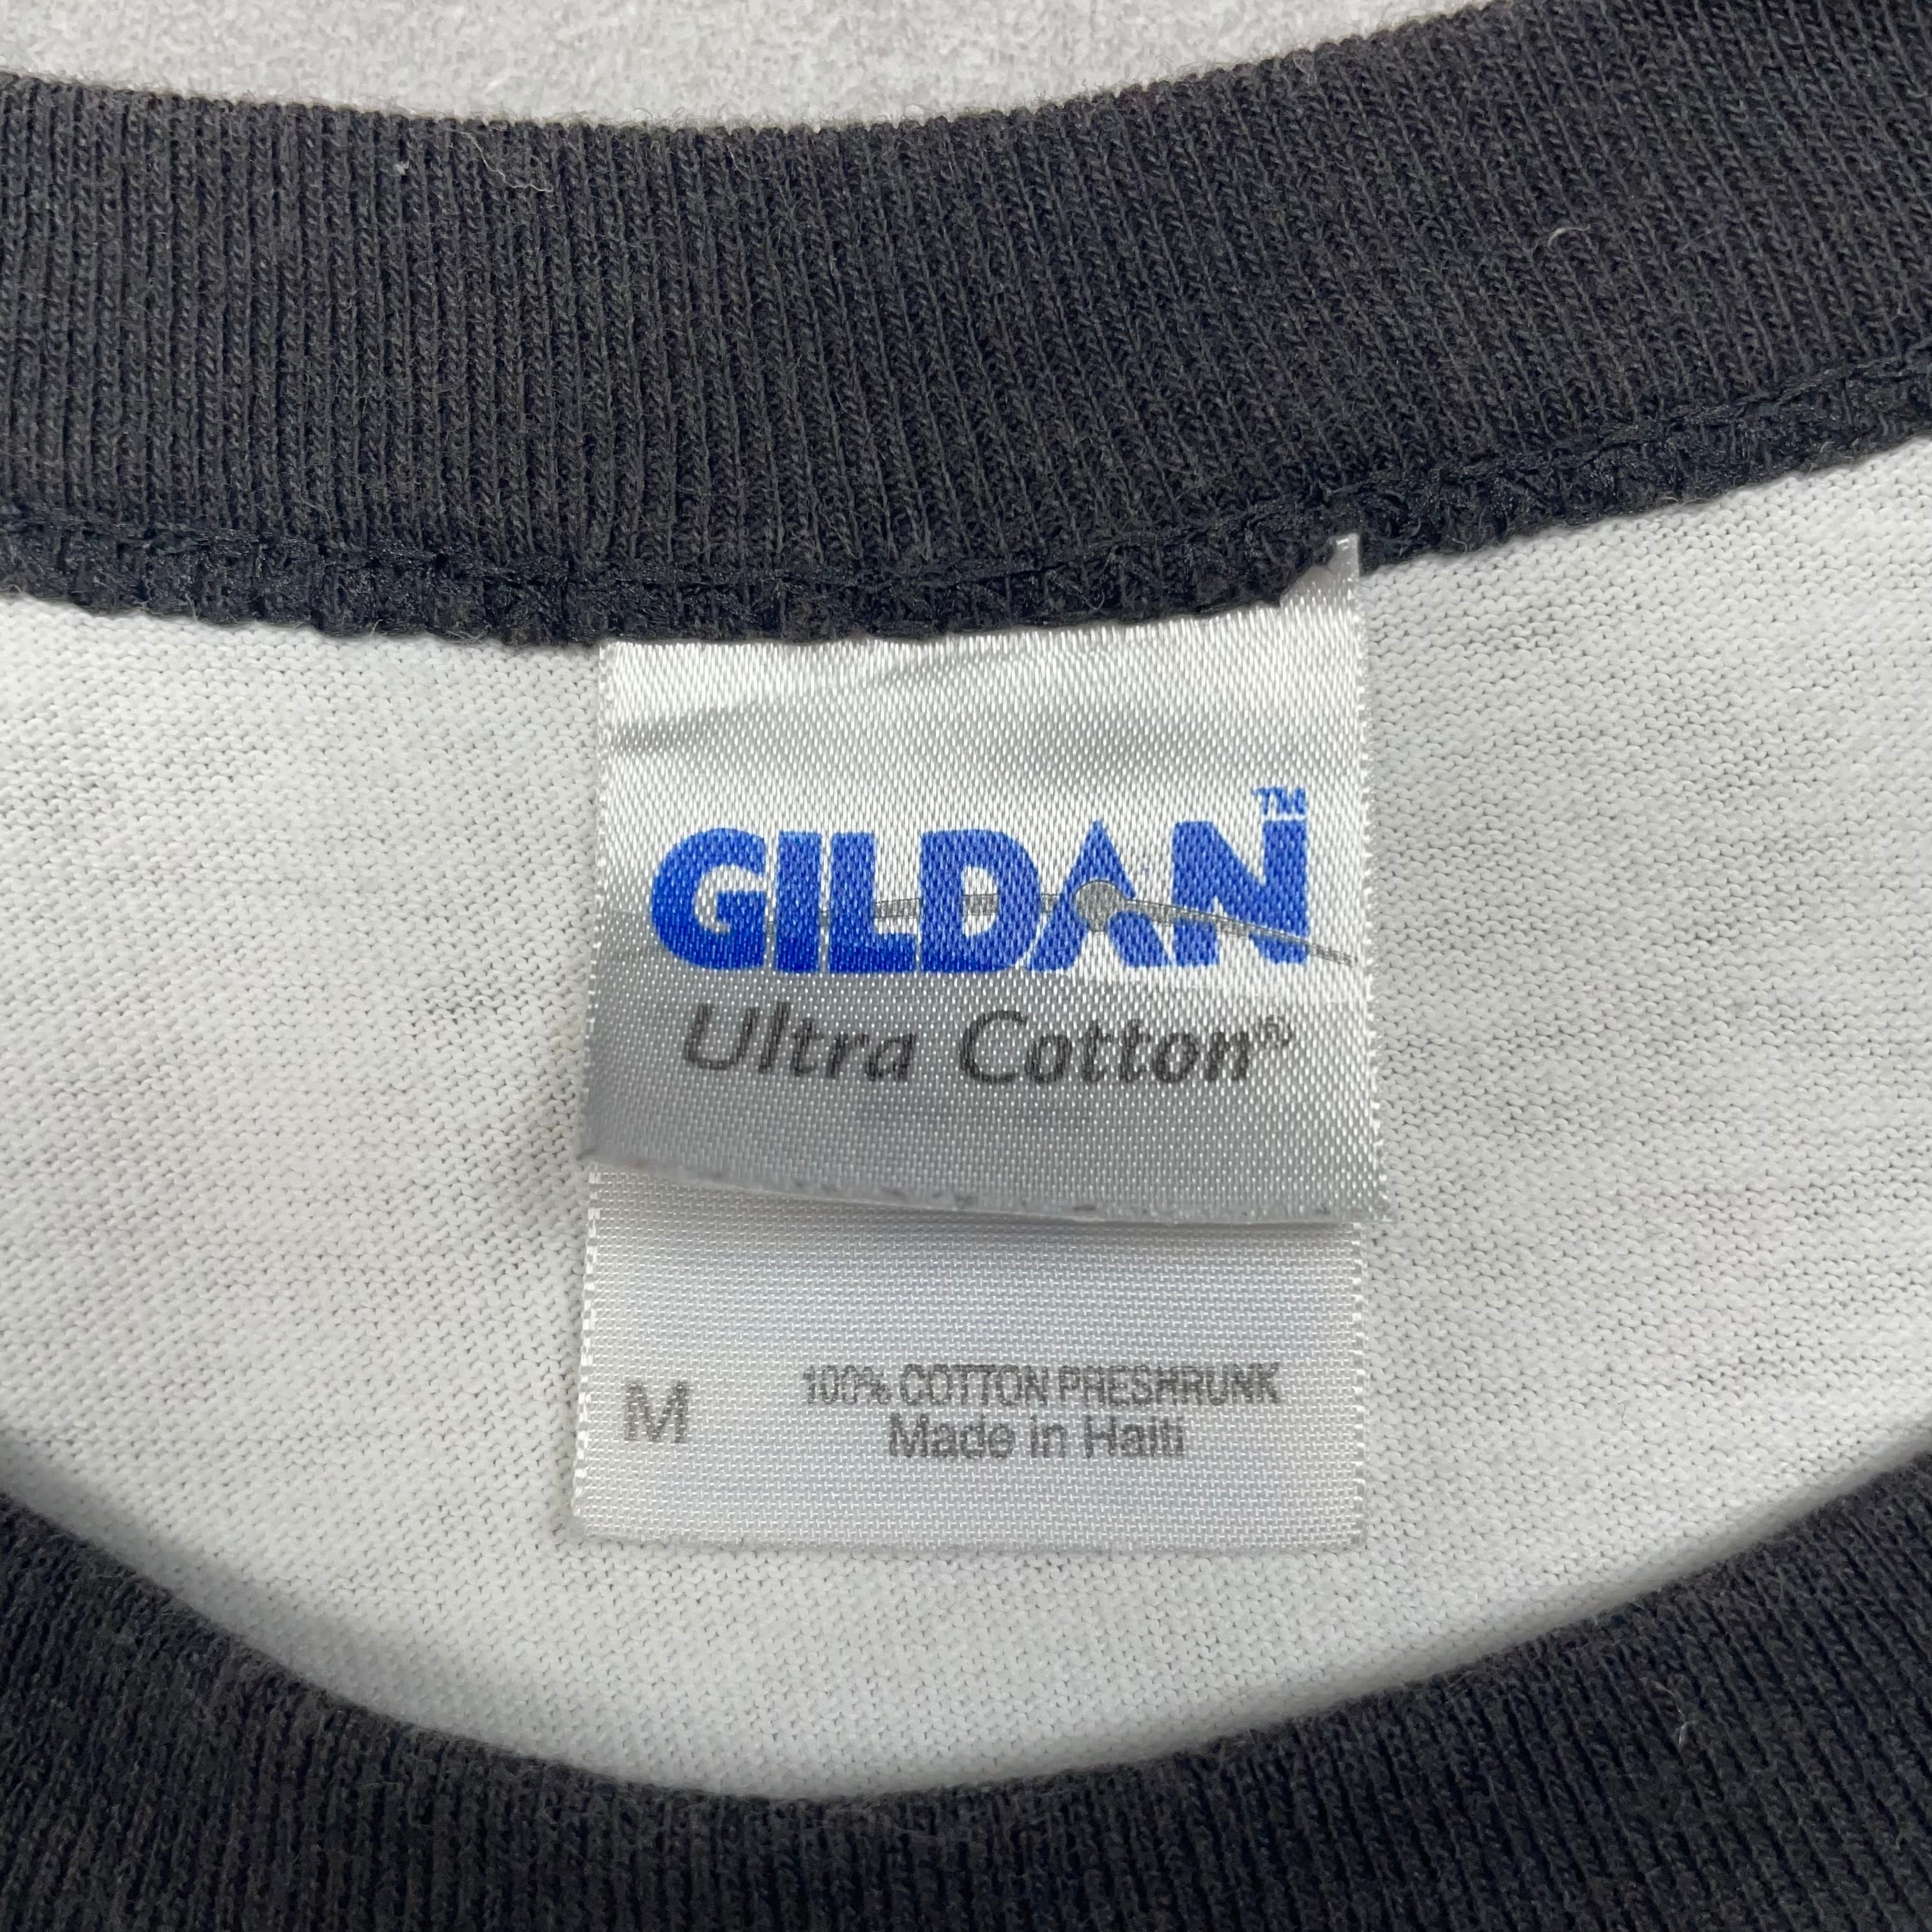 GILDAN™
Ultra Cotton®
M
100% COTTON PRESHRUNK
Made in Haiti